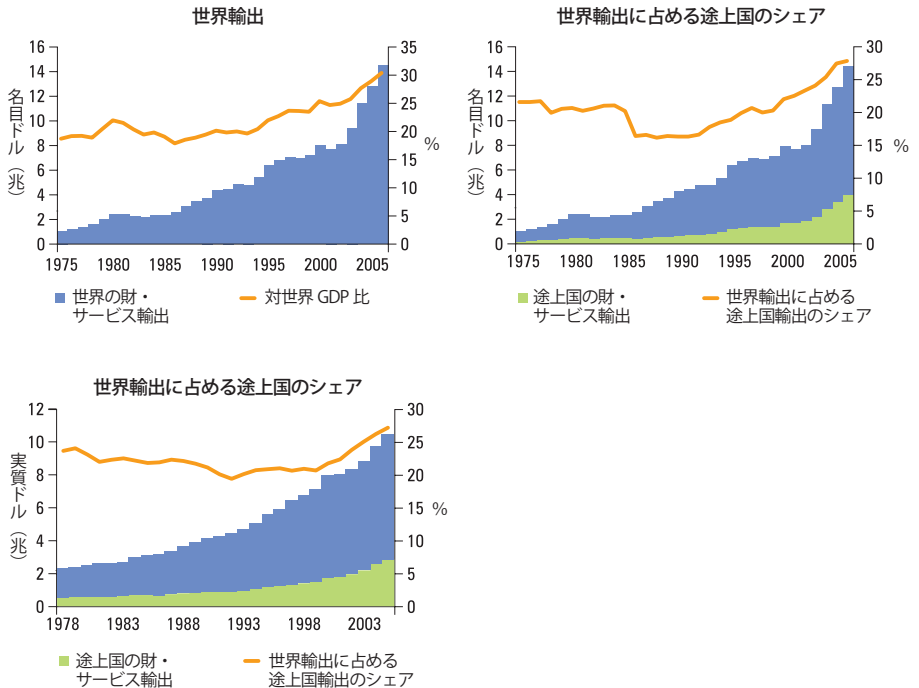 世界輸出
名目ドル（兆）
16
14
12
10
8
6
4
2
0
35
30
25
20
15
10
5
0
%
1975 1980 1985 1990 1995 2000 2005
世界の財・
サービス輸出
対世界 GDP 比
世界輸出に占める途上国のシェア
名目ドル（兆）
16
14
12
10
8
6
4
2
0
30
25
20
15
10
5
0
%
1975 1980 1985 1990 1995 2000 2005
途上国の財・
サービス輸出
世界輸出に占める
途上国輸出のシェア
世界輸出に占める途上国のシェア
実質ドル（兆）
12
10
8
6
4
2
0
30
25
20
15
10
5
0
%
1978 1983 1988 1993 1998 2003
途上国の財・
サービス輸出
世界輸出に占める
途上国輸出のシェア